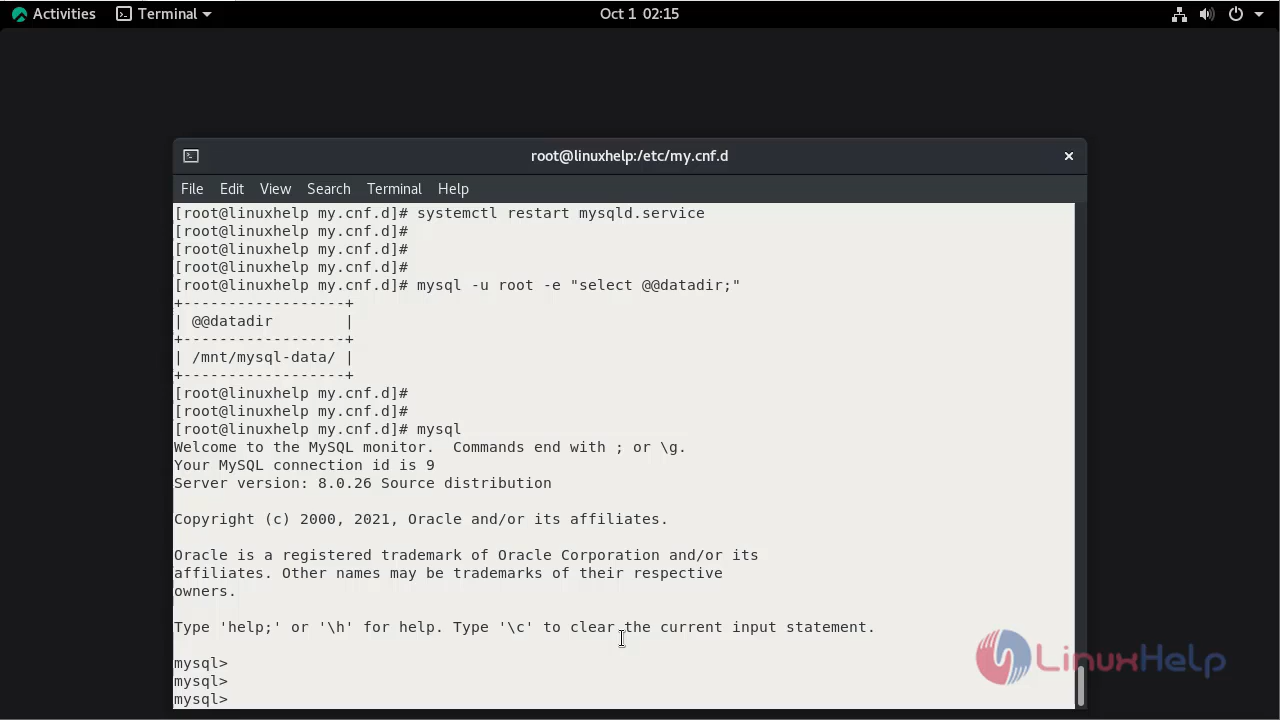 Activities Terminal Oct 1 02:15
root@linuxhelp:/etc/my.cnf.d
File Edit View Search Terminal Help
[root@linuxhelp my.cnf.d]# systemctl restart mysqld.service
[root@linuxhelp my.cnf.d]#
[root@linuxhelp my.cnf.d]#
[root@linuxhelp my.cnf.d]#
[root@linuxhelp my.cnf.d]# mysql -u root -e "select @@datadir;"
+------------------+
| @@datadir        |
+------------------+
| /mnt/mysql-data/ |
+------------------+
[root@linuxhelp my.cnf.d]#
[root@linuxhelp my.cnf.d]#
[root@linuxhelp my.cnf.d]# mysql
Welcome to the MySQL monitor.  Commands end with ; or \g.
Your MySQL connection id is 9
Server version: 8.0.26 Source distribution
Copyright (c) 2000, 2021, Oracle and/or its affiliates.
Oracle is a registered trademark of Oracle Corporation and/or its
affiliates. Other names may be trademarks of their respective
owners.
Type 'help;' or '\h' for help. Type '\c' to clear the current input statement.
mysql>
mysql>
mysql>
LinuxHelp